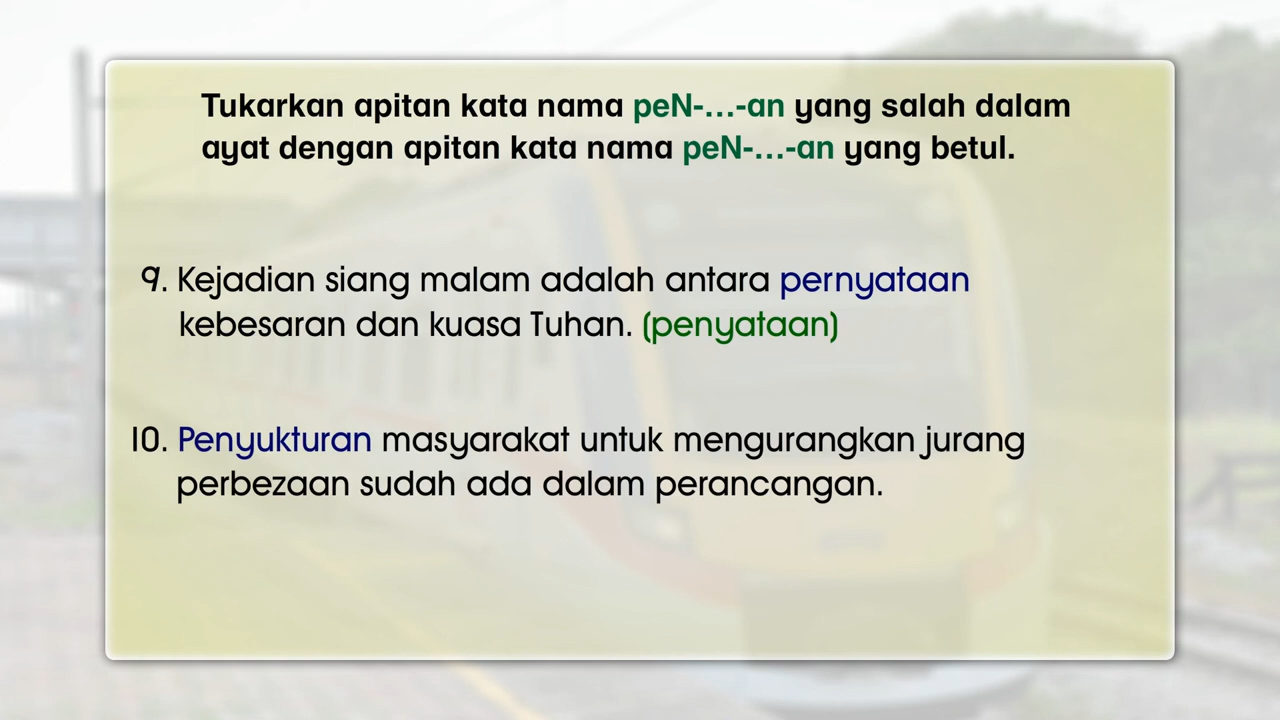 Tukarkan apitan kata nama peN-...-an yang salah dalam
ayat dengan apitan kata nama peN-...-an yang betul.
9. Kejadian siang malam adalah antara pernyataan
kebesaran dan kuasa Tuhan. (penyataan)
10. Penyukturan masyarakat untuk mengurangkan jurang
perbezaan sudah ada dalam perancangan.